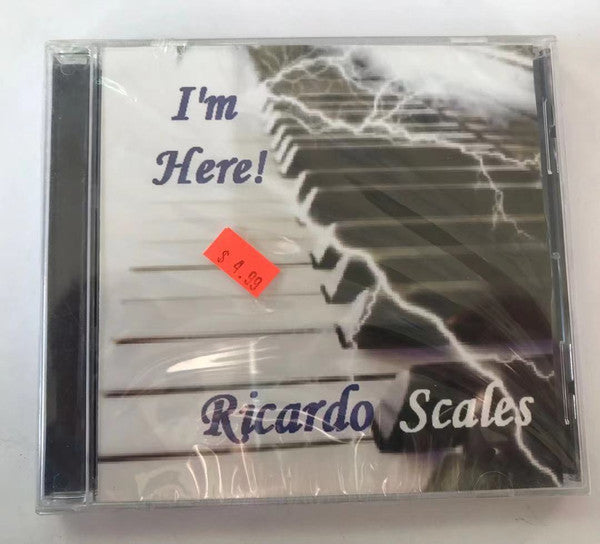 I'm
Here!
$ 4.99
Ricardo Scales